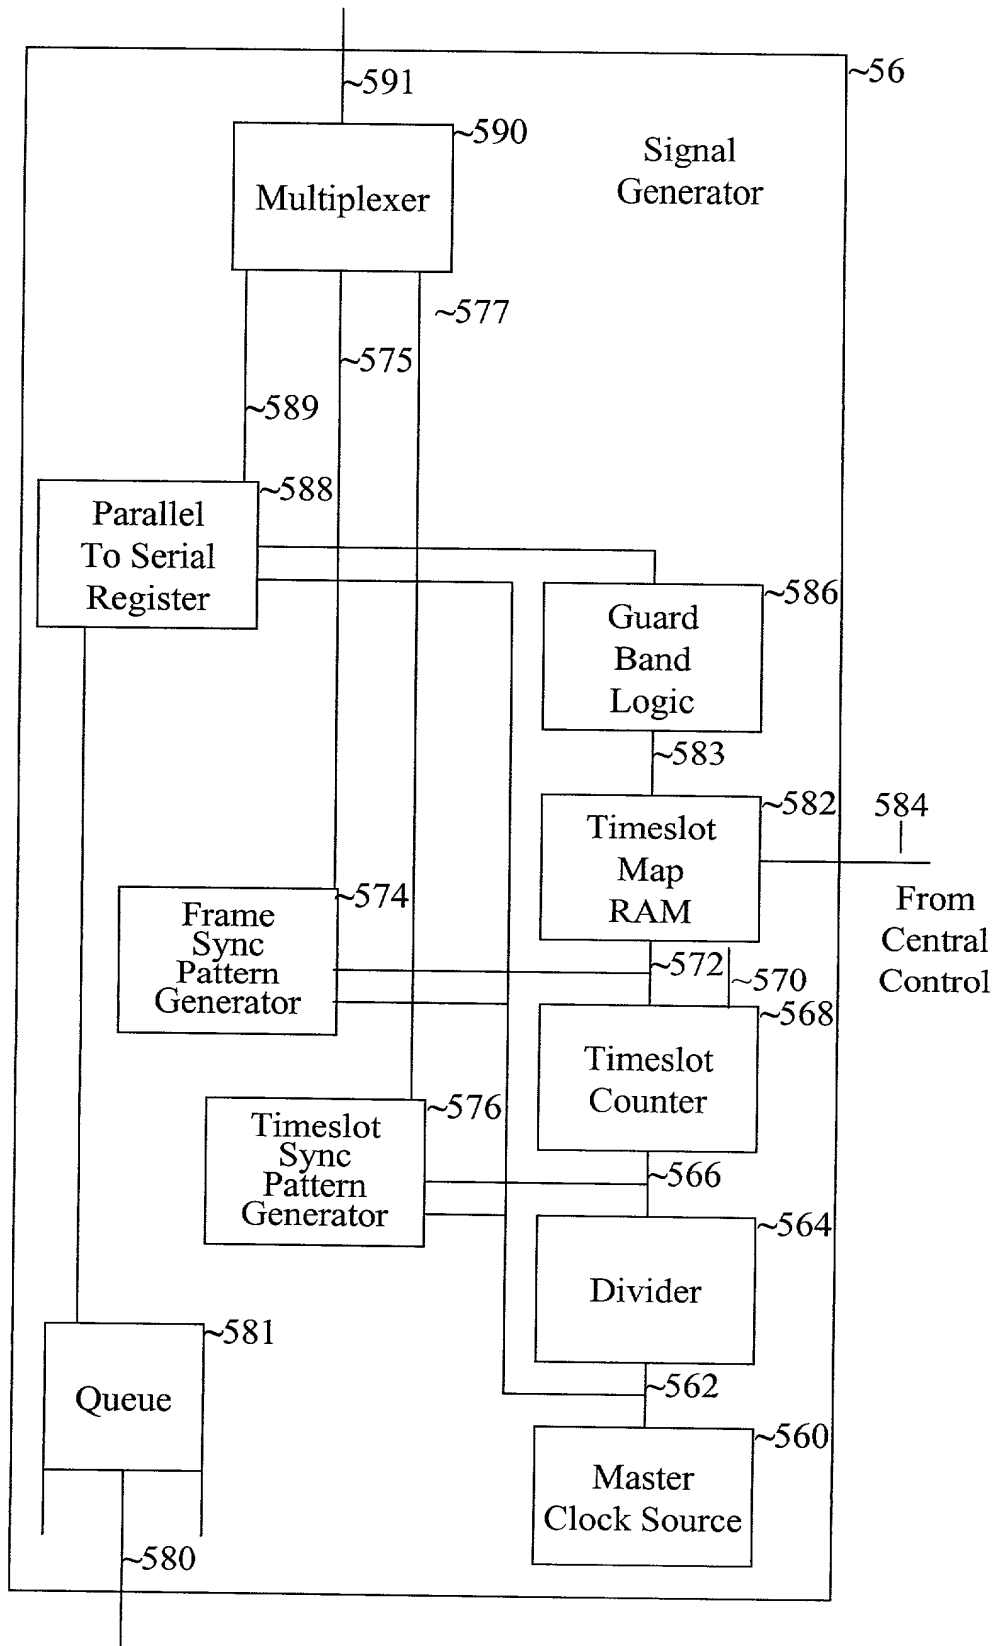 ~591
~56
~590
Signal
Generator
Multiplexer
~577
~575
~589
~588
Parallel
To Serial
Register
~586
Guard
Band
Logic
~583
~582
584
Timeslot
Map
RAM
From
Central
Control
~574
Frame
Sync
Pattern
Generator
~572
~570
~568
Timeslot
Counter
~576
Timeslot
Sync
Pattern
Generator
~566
~564
Divider
~581
Queue
~562
~560
Master
Clock Source
~580